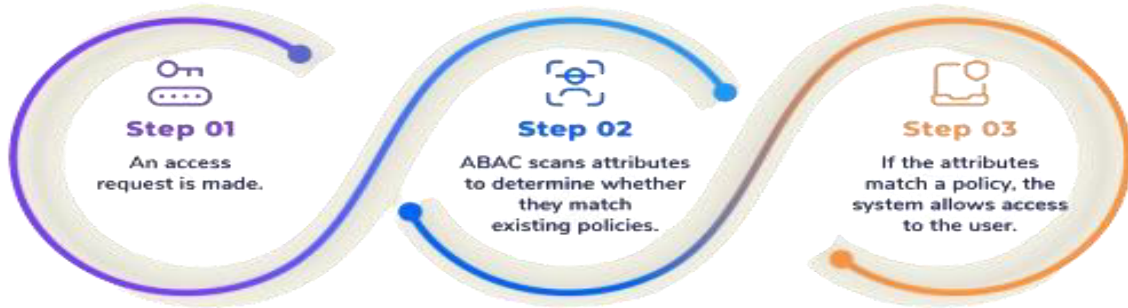 Step 01
An access
request is made.
Step 02
ABAC scans attributes
to determine whether
they match
existing policies.
Step 03
If the attributes
match a policy, the
system allows access
to the user.